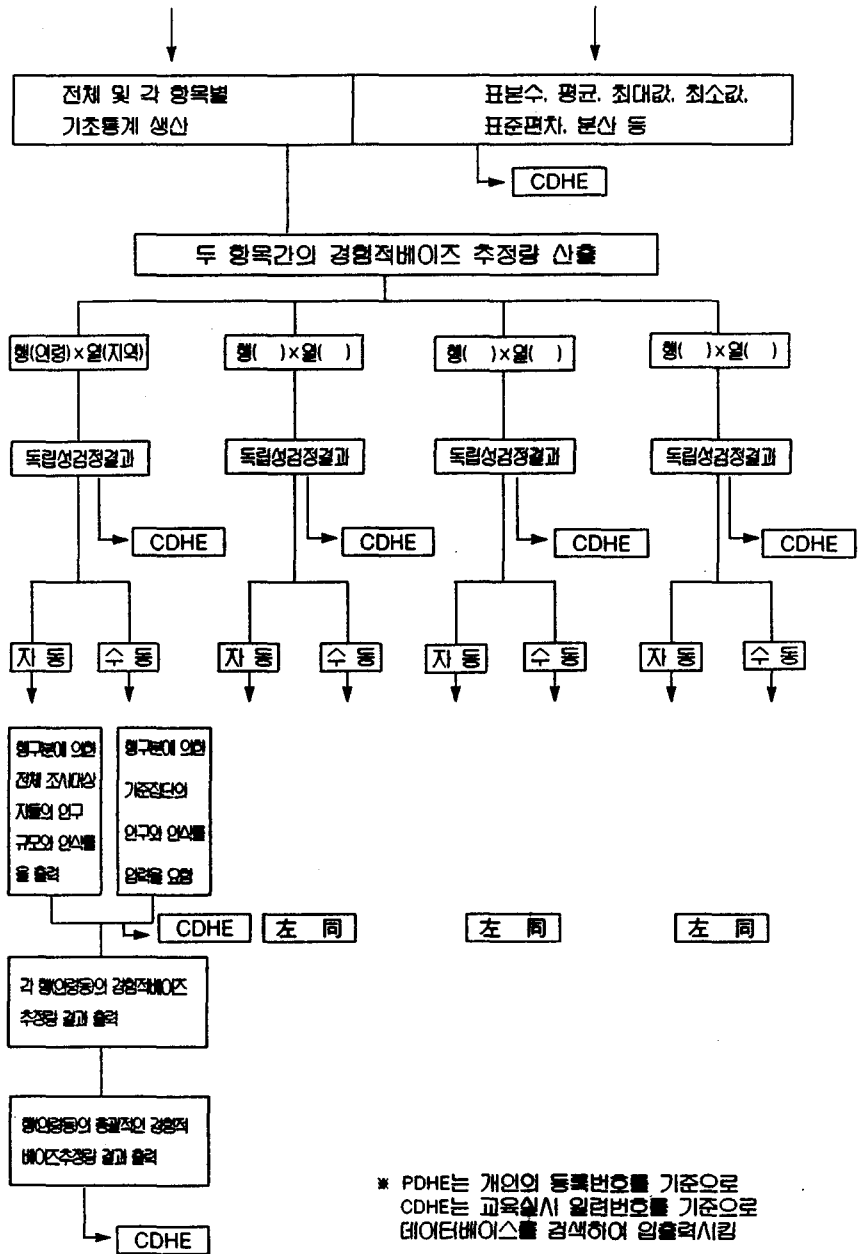 전체 및 각 항목별
기초통계 생산
표본수, 평균, 최대값, 최소값,
표준편차, 분산 등
CDHE
두 항목간의 경험적베이즈 추정량 산출
행(연령)×열(지역)
행( )×열( )
행( )×열( )
행( )×열( )
독립성검정결과
독립성검정결과
독립성검정결과
독립성검정결과
CDHE
CDHE
CDHE
CDHE
자 동
수 동
자 동
수 동
자 동
수 동
자 동
수 동
행구분에 의한
전체 조사대상
자들의 인구
규모와 인식률
을 출력
행구분에 의한
기준집단의
인구와 인식률
입력을 요함
CDHE
左 同
左 同
左 同
각 행(연령등)의 경험적베이즈
추정량 결과 출력
행(연령등)의 총괄적인 경험적
베이즈추정량 결과 출력
CDHE
* PDHE는 개인의 등록번호를 기준으로
CDHE는 교육실시 일련번호를 기준으로
데이터베이스를 검색하여 입출력시킴